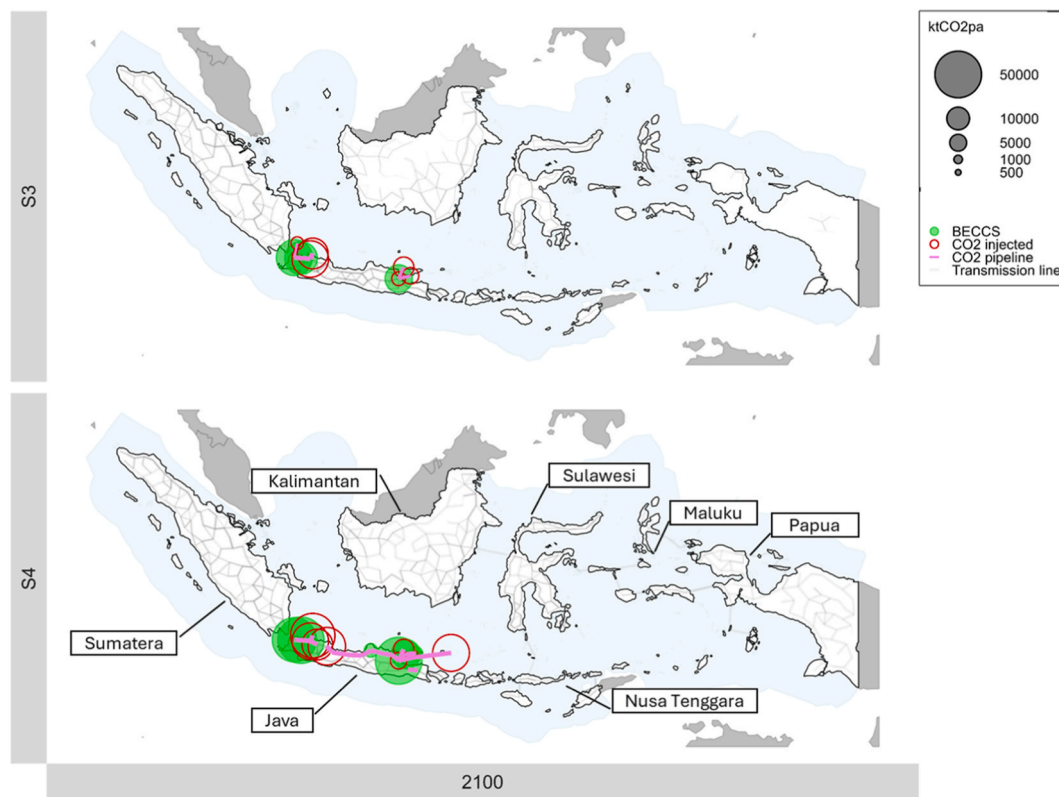 S3
ktCO2pa
50000
10000
5000
1000
500
BECCS
CO2 injected
CO2 pipeline
Transmission line
S4
Kalimantan
Sulawesi
Maluku
Papua
Sumatera
Java
Nusa Tenggara
2100